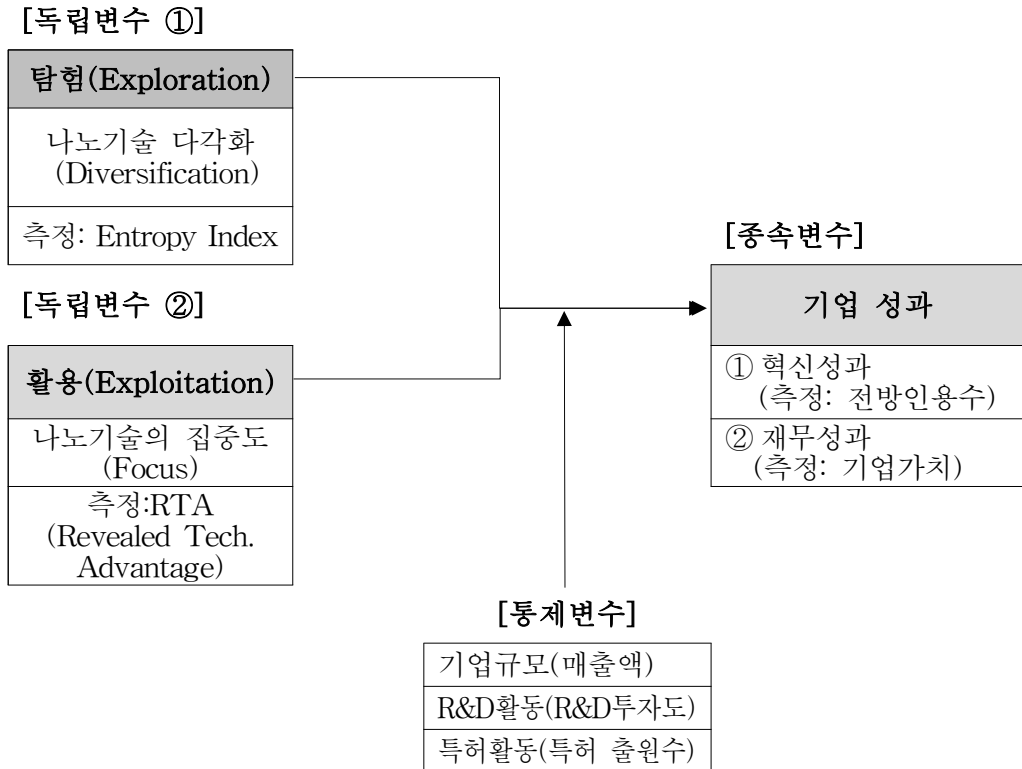 [독립변수 ①]
탐험(Exploration)
나노기술 다각화
(Diversification)
측정: Entropy Index
[독립변수 ②]
활용(Exploitation)
나노기술의 집중도
(Focus)
측정:RTA
(Revealed Tech.
Advantage)
[종속변수]
기업 성과
① 혁신성과
(측정: 전방인용수)
② 재무성과
(측정: 기업가치)
[통제변수]
기업규모(매출액)
R&D활동(R&D투자도)
특허활동(특허 출원수)